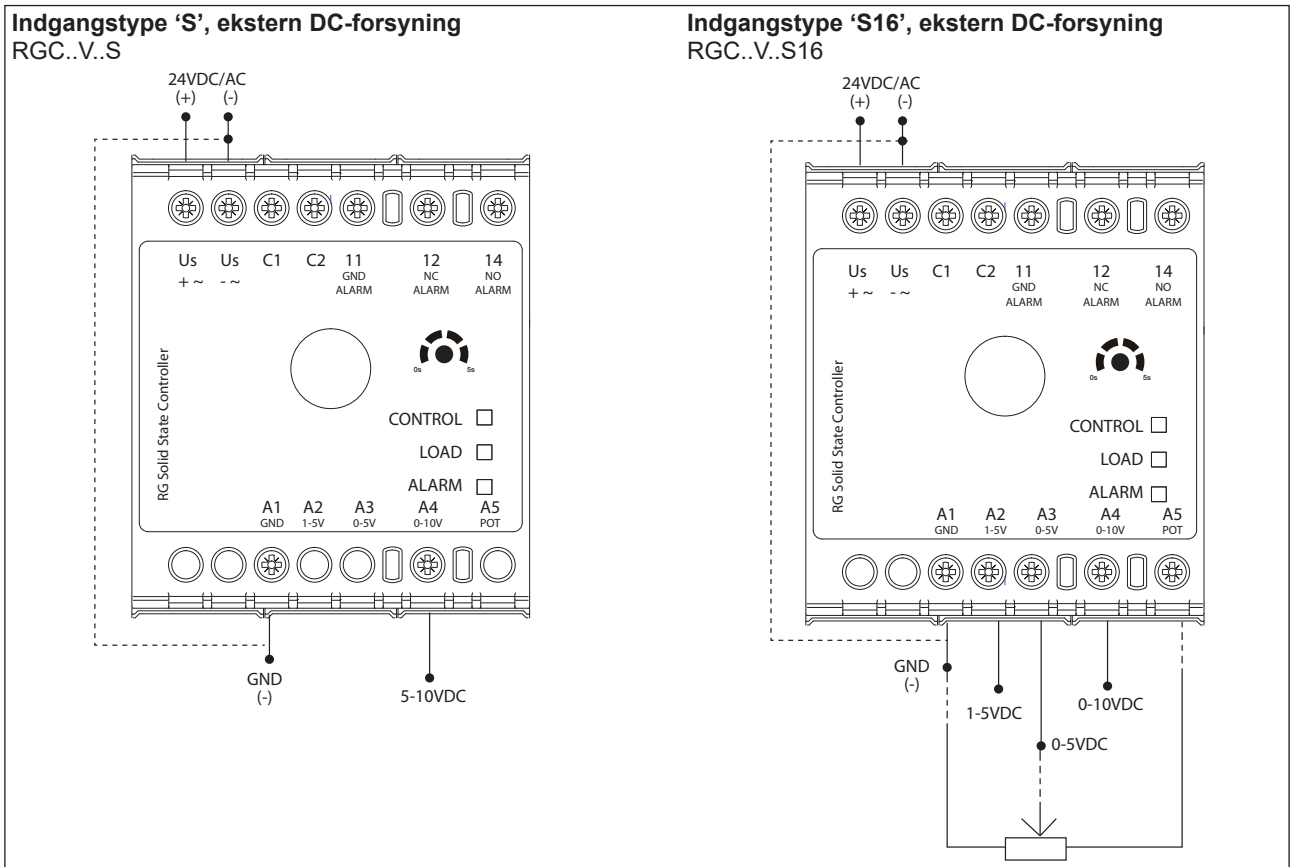 Indgangstype ‘S’, ekstern DC-forsyning
RGC..V..S
24VDC/AC
(+) (-)
Us Us C1 C2 11 12 14
+ ~ - ~ GND NC NO
ALARM ALARM ALARM
RG Solid State Controller
0s 5s
CONTROL
LOAD
ALARM
A1 A2 A3 A4 A5
GND 1-5V 0-5V 0-10V POT
GND
(-)
5-10VDC
Indgangstype ‘S16’, ekstern DC-forsyning
RGC..V..S16
24VDC/AC
(+) (-)
Us Us C1 C2 11 12 14
+ ~ - ~ GND NC NO
ALARM ALARM ALARM
RG Solid State Controller
0s 5s
CONTROL
LOAD
ALARM
A1 A2 A3 A4 A5
GND 1-5V 0-5V 0-10V POT
GND
(-)
1-5VDC
0-10VDC
0-5VDC